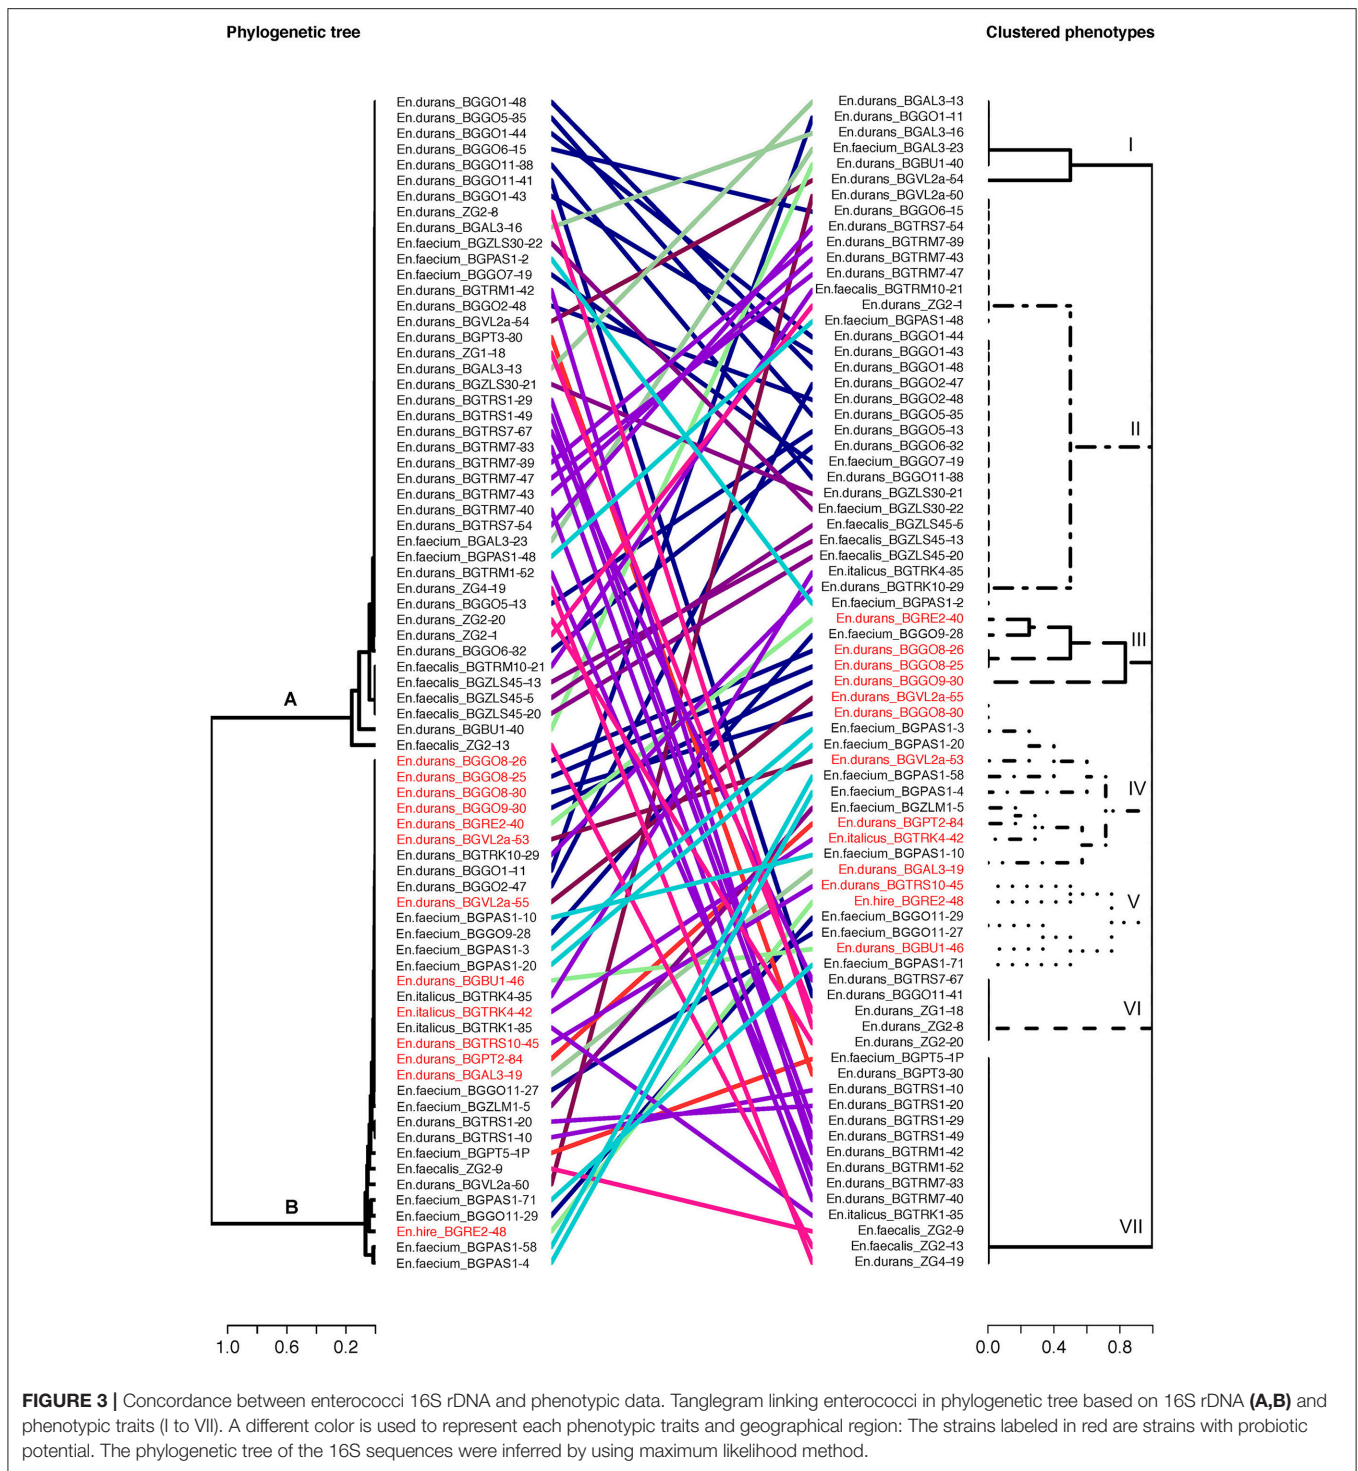 Phylogenetic tree
Clustered phenotypes
En.durans_BGGO1-48
En.durans_BGGO5-35
En.durans_BGGO1-44
En.durans_BGGO6-15
En.durans_BGGO11-38
En.durans_BGGO11-41
En.durans_BGGO1-43
En.durans_ZG2-8
En.durans_BGAL3-16
En.faecium_BGZLS30-22
En.faecium_BGPAS1-2
En.faecium_BGGO7-19
En.durans_BGTRM1-42
En.durans_BGGO2-48
En.durans_BGVL2a-54
En.durans_BGPT3-30
En.durans_ZG1-18
En.durans_BGAL3-13
En.durans_BGZLS30-21
En.durans_BGTRS1-29
En.durans_BGTRS1-49
En.durans_BGTRS7-67
En.durans_BGTRM7-33
En.durans_BGTRM7-39
En.durans_BGTRM7-47
En.durans_BGTRM7-43
En.durans_BGTRM7-40
En.durans_BGTRS7-54
En.faecium_BGAL3-23
En.faecium_BGPAS1-48
En.durans_BGTRM1-52
En.durans_ZG4-19
En.durans_BGGO5-13
En.durans_ZG2-20
En.durans_ZG2-1
En.durans_BGGO6-32
En.faecalis_BGTRM10-21
En.faecalis_BGZLS45-13
En.faecalis_BGZLS45-5
En.faecalis_BGZLS45-20
En.durans_BGBU1-40
En.faecalis_ZG2-13
En.durans_BGGO8-26
En.durans_BGGO8-25
En.durans_BGGO8-30
En.durans_BGGO9-30
En.durans_BGRE2-40
En.durans_BGVL2a-53
En.durans_BGTRK10-29
En.durans_BGGO1-11
En.durans_BGGO2-47
En.durans_BGVL2a-55
En.faecium_BGPAS1-10
En.faecium_BGGO9-28
En.faecium_BGPAS1-3
En.faecium_BGPAS1-20
En.durans_BGBU1-46
En.italicus_BGTRK4-35
En.italicus_BGTRK4-42
En.italicus_BGTRK1-35
En.durans_BGTRS10-45
En.durans_BGPT2-84
En.durans_BGAL3-19
En.faecium_BGGO11-27
En.faecium_BGZLM1-5
En.durans_BGTRS1-20
En.durans_BGTRS1-10
En.faecium_BGPT5-1P
En.faecalis_ZG2-9
En.durans_BGVL2a-50
En.faecium_BGPAS1-71
En.faecium_BGGO11-29
En.hire_BGRE2-48
En.faecium_BGPAS1-58
En.faecium_BGPAS1-4
A
B
1.0 0.6 0.2
En.durans_BGAL3-13
En.durans_BGGO1-11
En.durans_BGAL3-16
En.faecium_BGAL3-23
En.durans_BGBU1-40
En.durans_BGVL2a-54
En.durans_BGVL2a-50
En.durans_BGGO6-15
En.durans_BGTRS7-54
En.durans_BGTRM7-39
En.durans_BGTRM7-43
En.durans_BGTRM7-47
En.faecalis_BGTRM10-21
En.durans_ZG2-1
En.faecium_BGPAS1-48
En.durans_BGGO1-44
En.durans_BGGO1-43
En.durans_BGGO1-48
En.durans_BGGO2-47
En.durans_BGGO2-48
En.durans_BGGO5-35
En.durans_BGGO5-13
En.durans_BGGO6-32
En.faecium_BGGO7-19
En.durans_BGGO11-38
En.durans_BGZLS30-21
En.faecium_BGZLS30-22
En.faecalis_BGZLS45-5
En.faecalis_BGZLS45-13
En.faecalis_BGZLS45-20
En.italicus_BGTRK4-35
En.durans_BGTRK10-29
En.faecium_BGPAS1-2
En.durans_BGRE2-40
En.faecium_BGGO9-28
En.durans_BGGO8-26
En.durans_BGGO8-25
En.durans_BGGO9-30
En.durans_BGVL2a-55
En.durans_BGGO8-30
En.faecium_BGPAS1-3
En.faecium_BGPAS1-20
En.durans_BGVL2a-53
En.faecium_BGPAS1-58
En.faecium_BGPAS1-4
En.faecium_BGZLM1-5
En.durans_BGPT2-84
En.italicus_BGTRK4-42
En.faecium_BGPAS1-10
En.durans_BGAL3-19
En.durans_BGTRS10-45
En.hire_BGRE2-48
En.faecium_BGGO11-29
En.faecium_BGGO11-27
En.durans_BGBU1-46
En.faecium_BGPAS1-71
En.durans_BGTRS7-67
En.durans_BGGO11-41
En.durans_ZG1-18
En.durans_ZG2-8
En.durans_ZG2-20
En.faecium_BGPT5-1P
En.durans_BGPT3-30
En.durans_BGTRS1-10
En.durans_BGTRS1-20
En.durans_BGTRS1-29
En.durans_BGTRS1-49
En.durans_BGTRM1-42
En.durans_BGTRM1-52
En.durans_BGTRM7-33
En.durans_BGTRM7-40
En.italicus_BGTRK1-35
En.faecalis_ZG2-9
En.faecalis_ZG2-13
En.durans_ZG4-19
I
II
III
IV
V
VI
VII
0.0 0.4 0.8
FIGURE 3 | Concordance between enterococci 16S rDNA and phenotypic data. Tanglegram linking enterococci in phylogenetic tree based on 16S rDNA (A,B) and
phenotypic traits (I to VII). A different color is used to represent each phenotypic traits and geographical region: The strains labeled in red are strains with probiotic
potential. The phylogenetic tree of the 16S sequences were inferred by using maximum likelihood method.